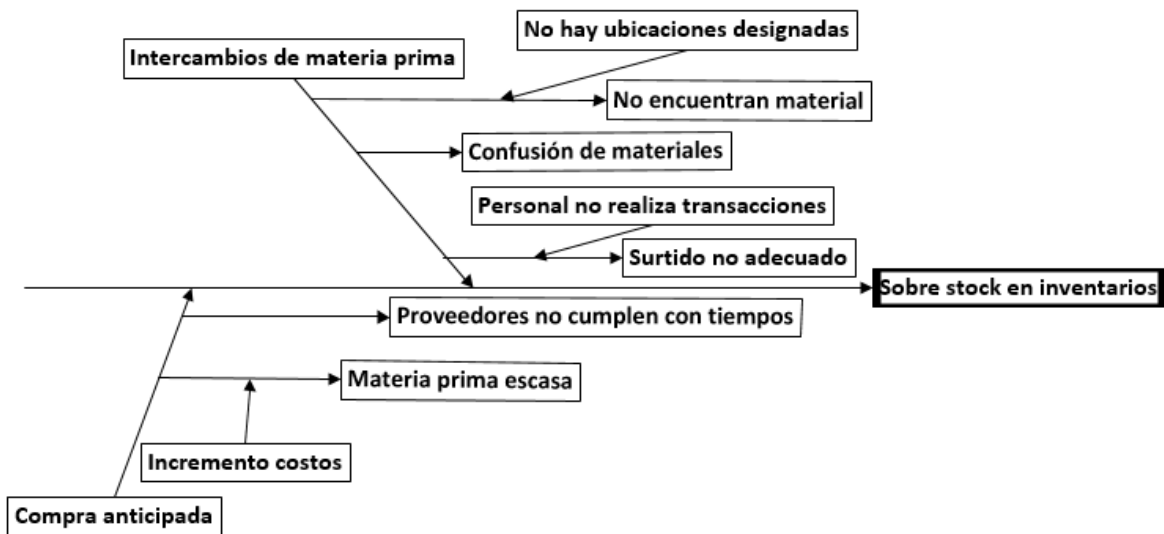 No hay ubicaciones designadas
Intercambios de materia prima
No encuentran material
Confusión de materiales
Personal no realiza transacciones
Surtido no adecuado
Sobre stock en inventarios
Proveedores no cumplen con tiempos
Materia prima escasa
Incremento costos
Compra anticipada